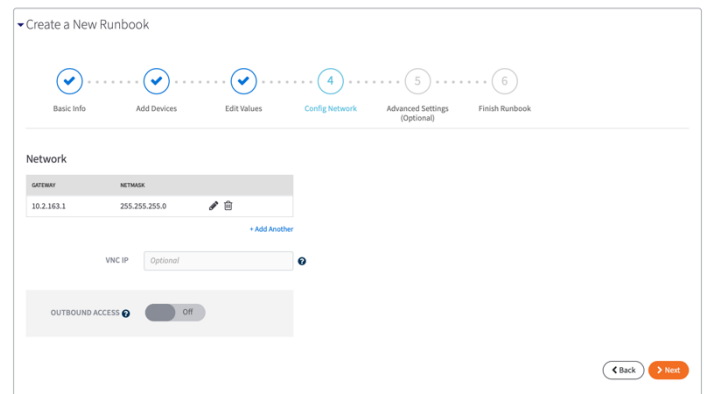 Create a New Runbook
4
5
6
Basic Info
Add Devices
Edit Values
Config Network
Advanced Settings
(Optional)
Finish Runbook
Network
GATEWAY NETMASK
10.2.163.1 255.255.255.0
+ Add Another
VNC IP Optional ?
OUTBOUND ACCESS ? Off
Back Next